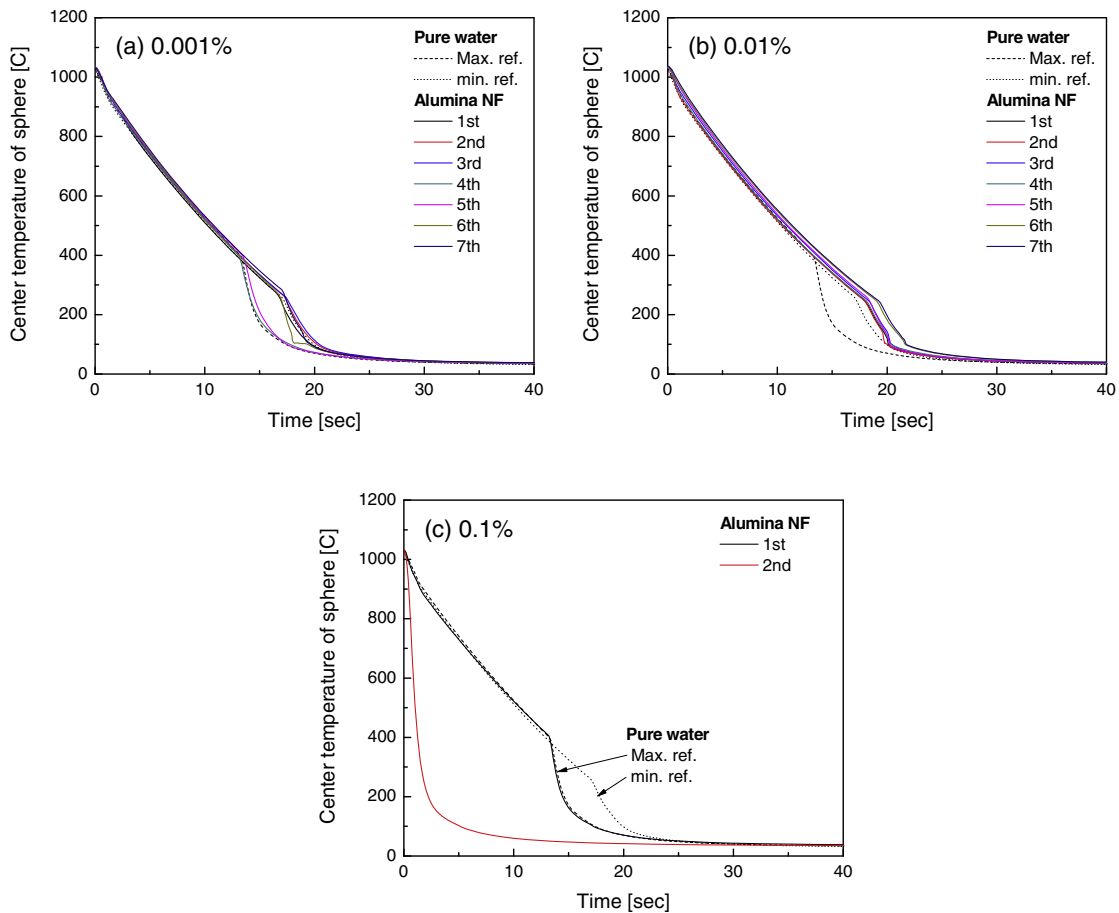 (a) 0.001%
Pure water
Max. ref.
min. ref.
Alumina NF
1st
2nd
3rd
4th
5th
6th
7th
1200
1000
800
600
400
200
0
0 10 20 30 40
Center temperature of sphere [C]
Time [sec]
(b) 0.01%
Pure water
Max. ref.
min. ref.
Alumina NF
1st
2nd
3rd
4th
5th
6th
7th
1200
1000
800
600
400
200
0
0 10 20 30 40
Center temperature of sphere [C]
Time [sec]
(c) 0.1%
Alumina NF
1st
2nd
Pure water
Max. ref.
min. ref.
1200
1000
800
600
400
200
0
0 10 20 30 40
Center temperature of sphere [C]
Time [sec]